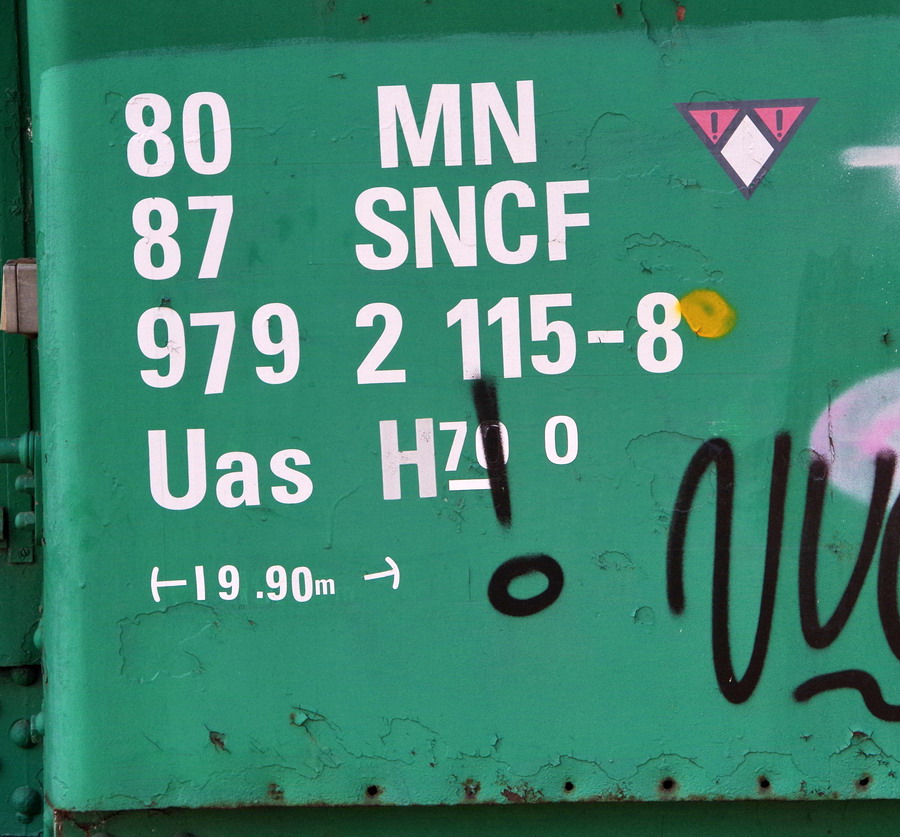 80 MN
87 SNCF
979 2 115-8
Uas H70 0
19.90m
! !